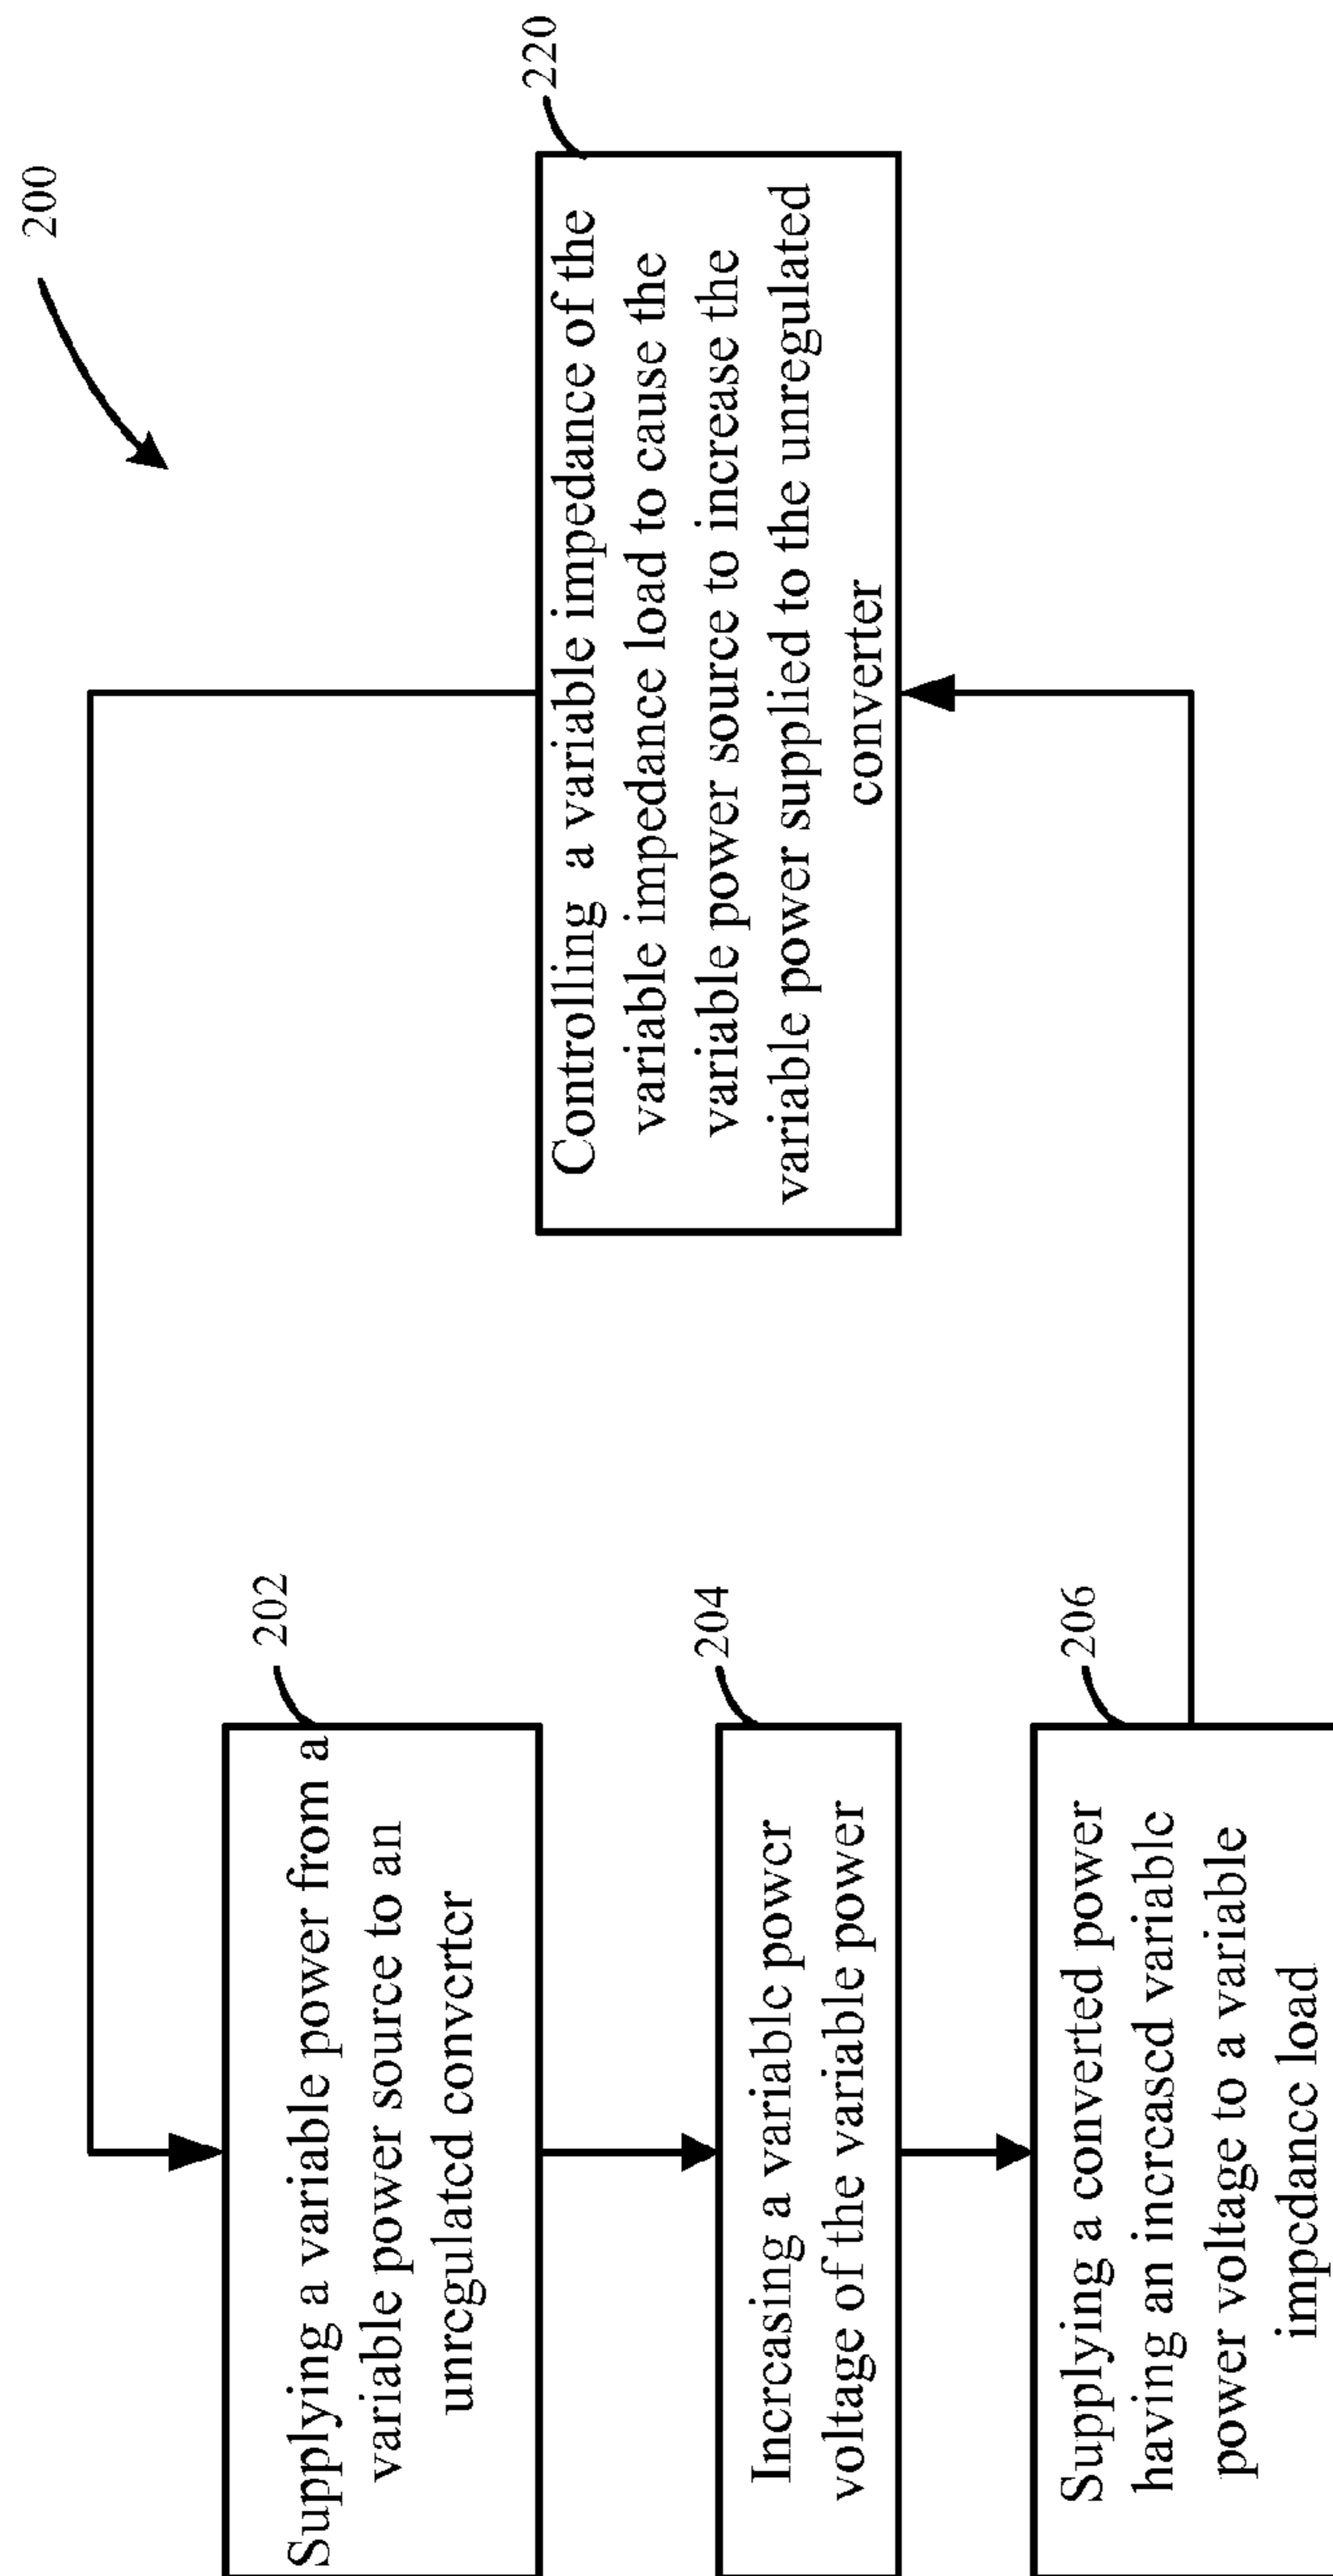 200
202
Supplying a variable power from a
variable power source to an
unregulated converter
204
Increasing a variable power
voltage of the variable power
206
Supplying a converted power
having an increased variable
power voltage to a variable
impedance load
220
Controlling a variable impedance of the
variable impedance load to cause the
variable power source to increase the
variable power supplied to the unregulated
converter